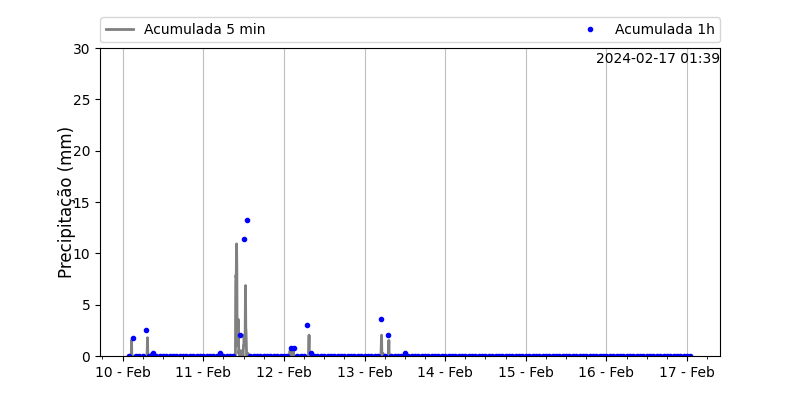 Acumulada 5 min
Acumulada 1h
2024-02-17 01:39
Precipitação (mm)
30
25
20
15
10
5
0
10 - Feb
11 - Feb
12 - Feb
13 - Feb
14 - Feb
15 - Feb
16 - Feb
17 - Feb